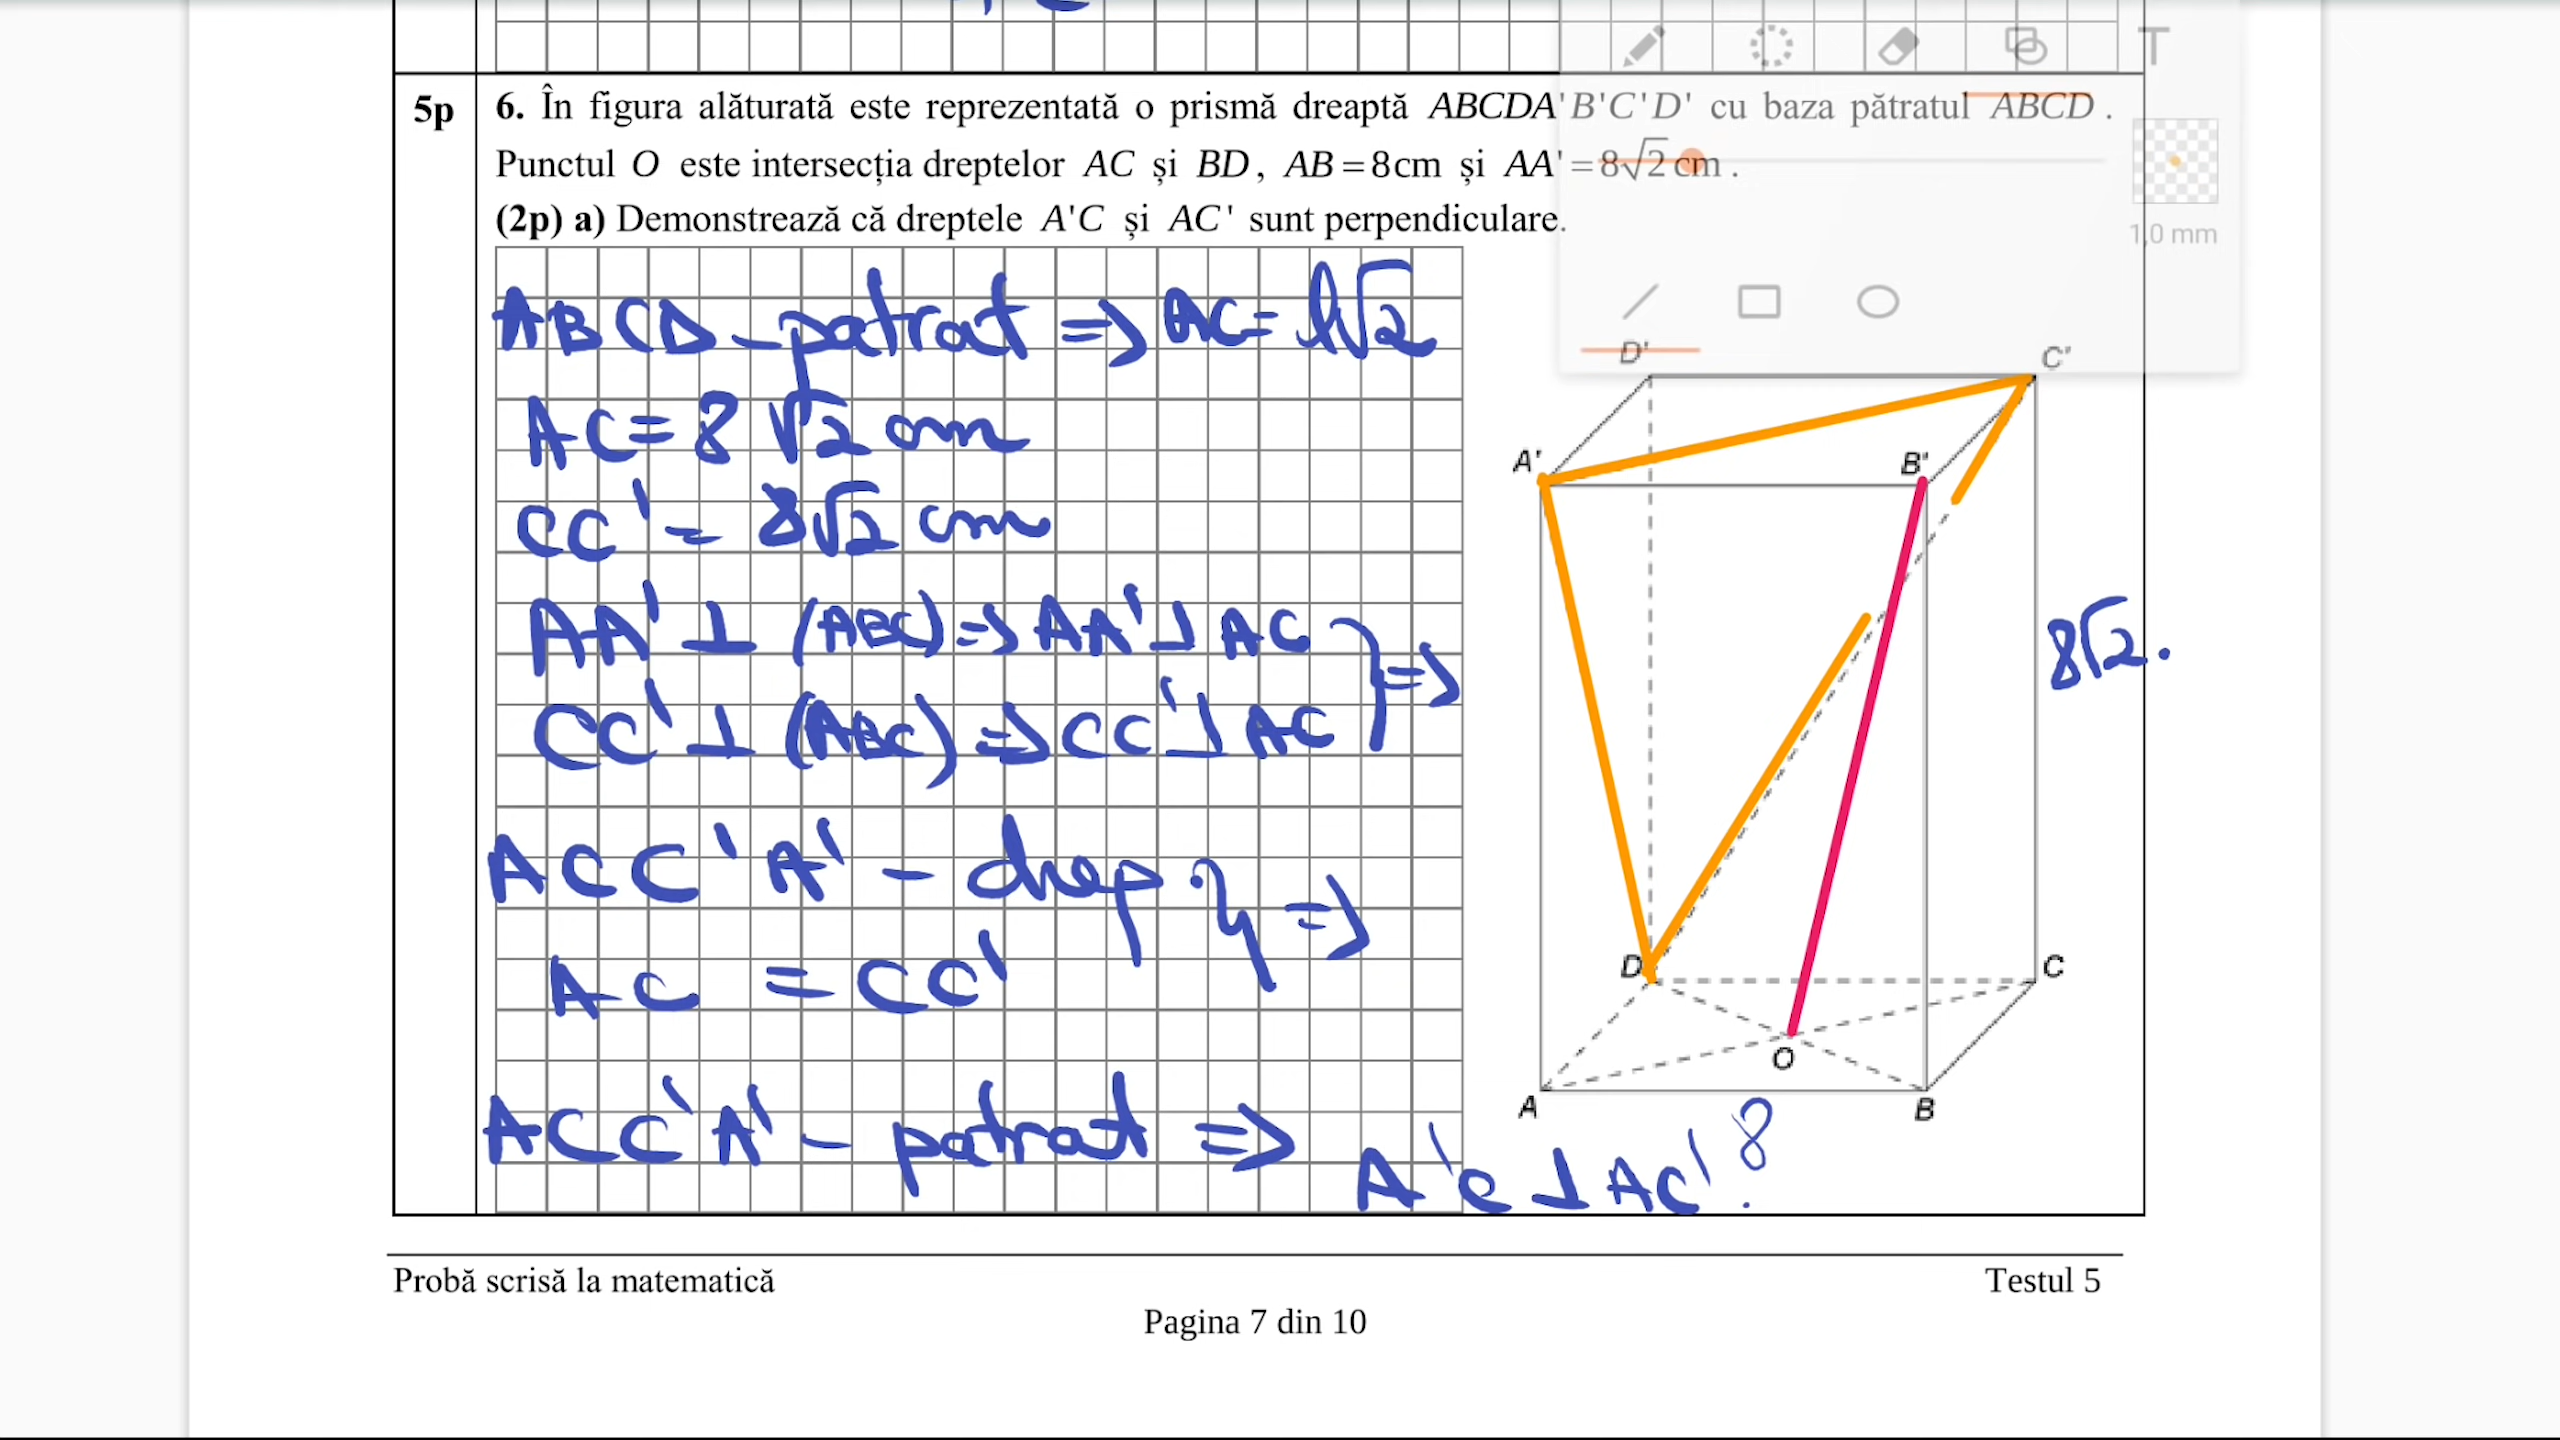 T
5p
6. În figura alăturată este reprezentată o prismă dreaptă ABCDA'B'C'D' cu baza pătratul ABCD.
Punctul O este intersecția dreptelor AC și BD, AB=8cm și AA'=8√2cm.
1,0 mm
(2p) a) Demonstrează că dreptele A'C și AC' sunt perpendiculare.
ABCD - patrat => AC = l√2
AC = 8√2 cm
CC' = 8√2 cm
AA' ⊥ (ABC) => AA' ⊥ AC
CC' ⊥ (ABC) => CC' ⊥ AC } =>
ACC'A' - drep.
AC = CC' } =>
ACC'A' - patrat => A'C ⊥ AC'.
D'
C'
A'
B'
8√2.
D
C
O
A
B
8
Probă scrisă la matematică
Testul 5
Pagina 7 din 10